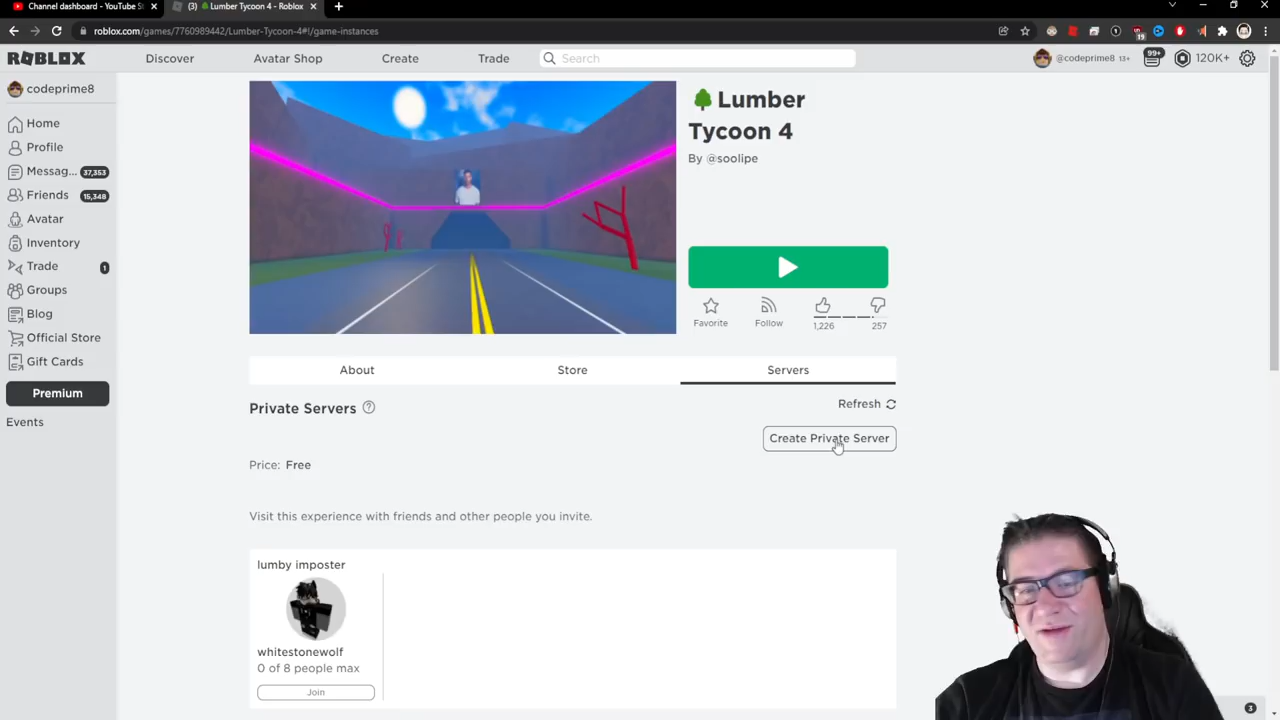 Channel dashboard - YouTube S
(3) Lumber Tycoon 4 - Roblox
roblox.com/games/7760989442/Lumber-Tycoon-4#!/game-instances
19
ROBLOX
Discover
Avatar Shop
Create
Trade
Search
@codeprime8 13+
99+
120K+
codeprime8
Home
Profile
Messag... 37,353
Friends 15,348
Avatar
Inventory
Trade 1
Groups
Blog
Official Store
Gift Cards
Premium
Events
Lumber
Tycoon 4
By @soolipe
Favorite
Follow
1,226
257
About
Store
Servers
Private Servers ?
Refresh
Create Private Server
Price: Free
Visit this experience with friends and other people you invite.
lumby imposter
whitestonewolf
0 of 8 people max
Join
3